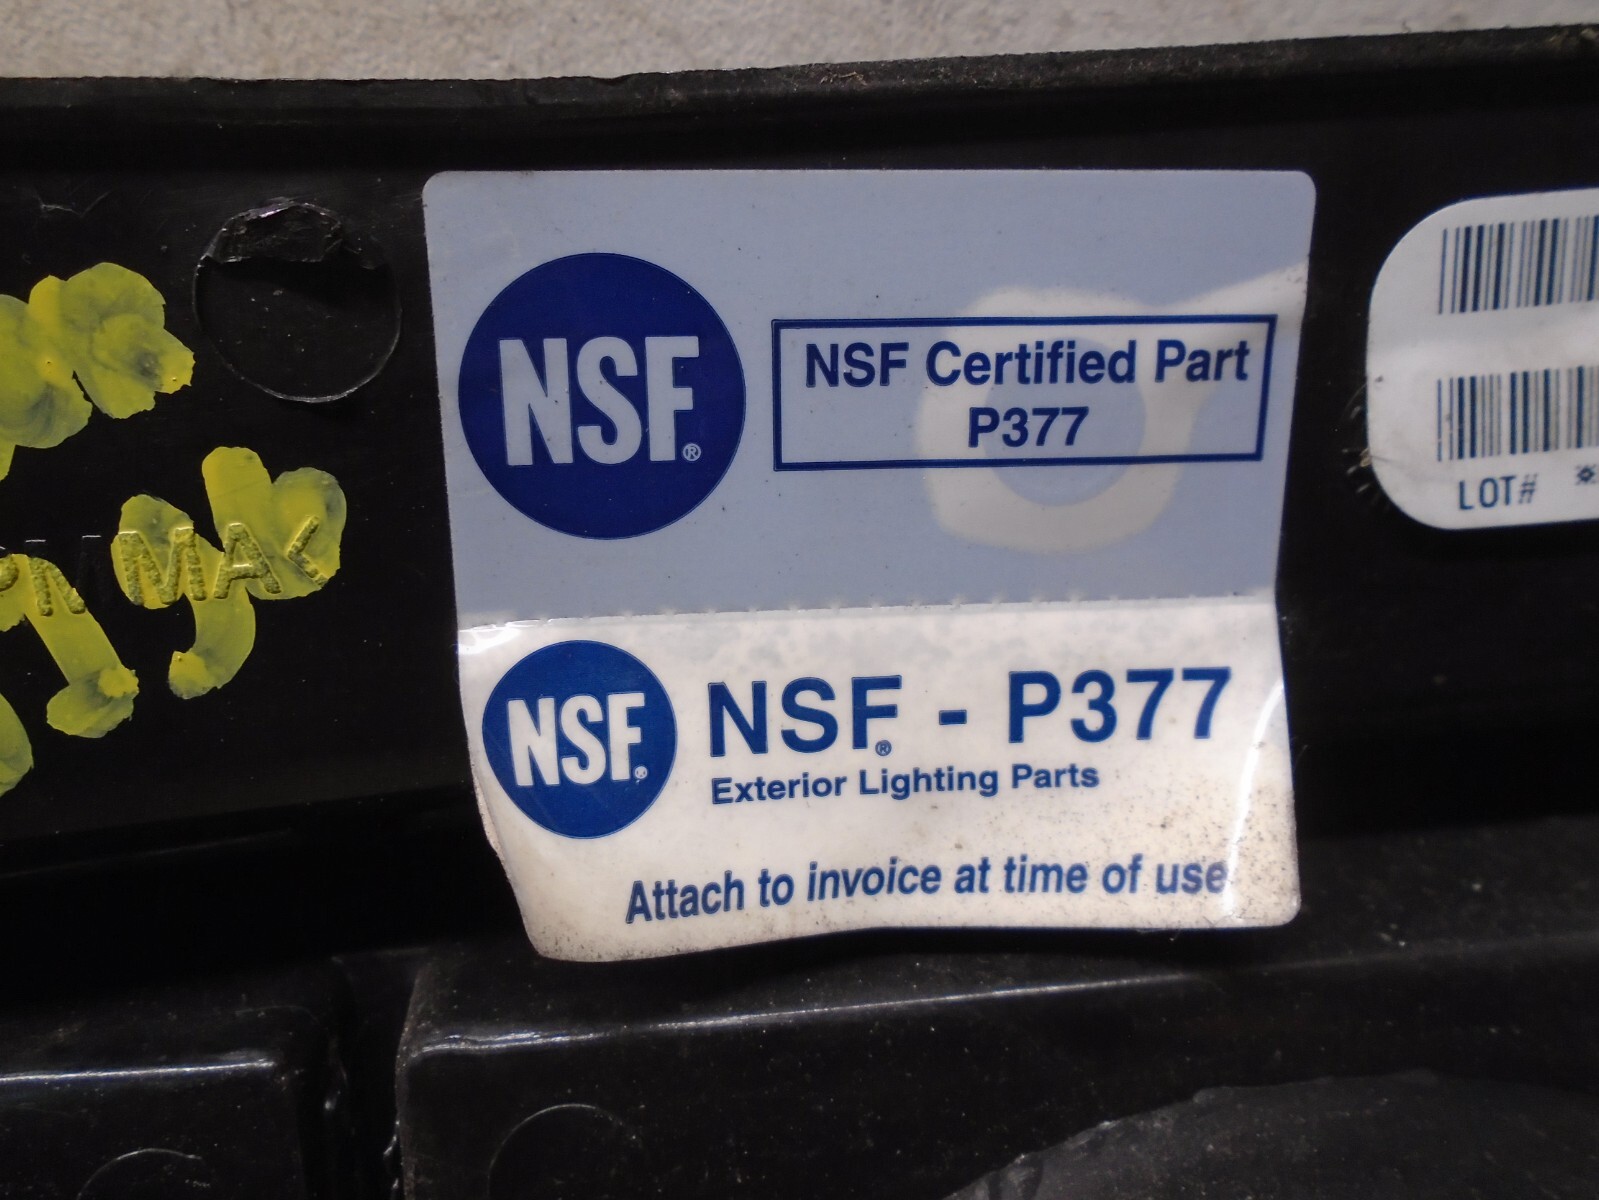 NSF®
NSF Certified Part
P377
NSF®
NSF® - P377
Exterior Lighting Parts
Attach to invoice at time of use
LOT#